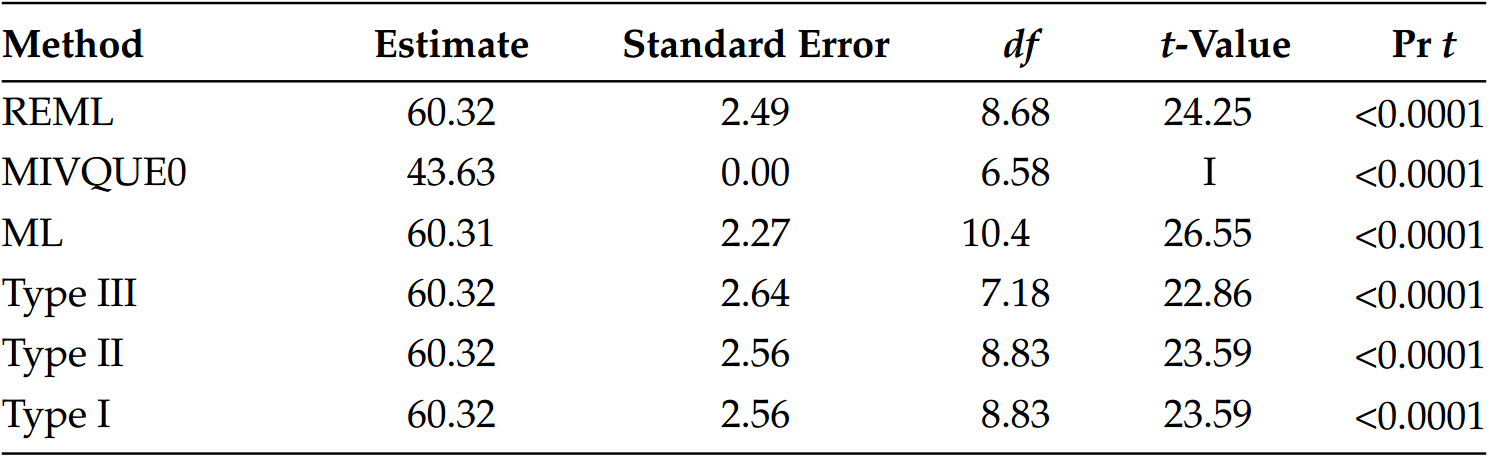 Method Estimate Standard Error df t-Value Pr t
REML 60.32 2.49 8.68 24.25 <0.0001
MIVQUE0 43.63 0.00 6.58 I <0.0001
ML 60.31 2.27 10.4 26.55 <0.0001
Type III 60.32 2.64 7.18 22.86 <0.0001
Type II 60.32 2.56 8.83 23.59 <0.0001
Type I 60.32 2.56 8.83 23.59 <0.0001